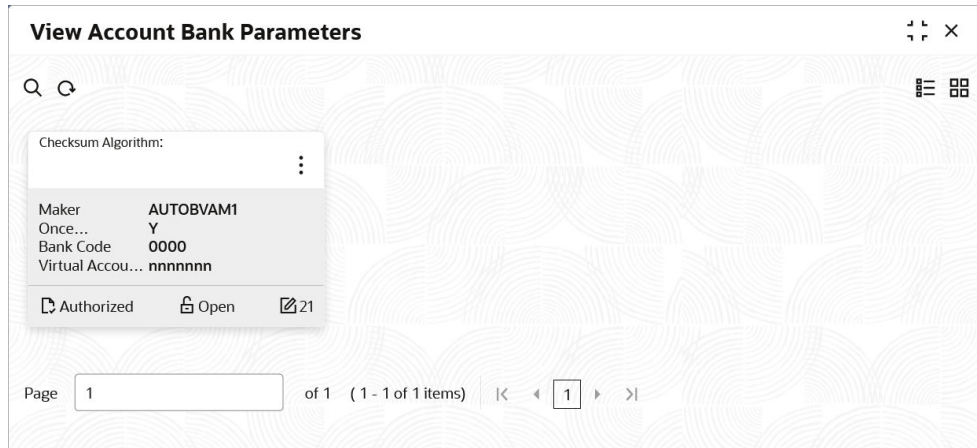 View Account Bank Parameters
Checksum Algorithm:
Maker AUTOBVAM1
Once... Y
Bank Code 0000
Virtual Accou... nnnnnnn
Authorized Open 21
Page 1 of 1 ( 1 - 1 of 1 items) 1